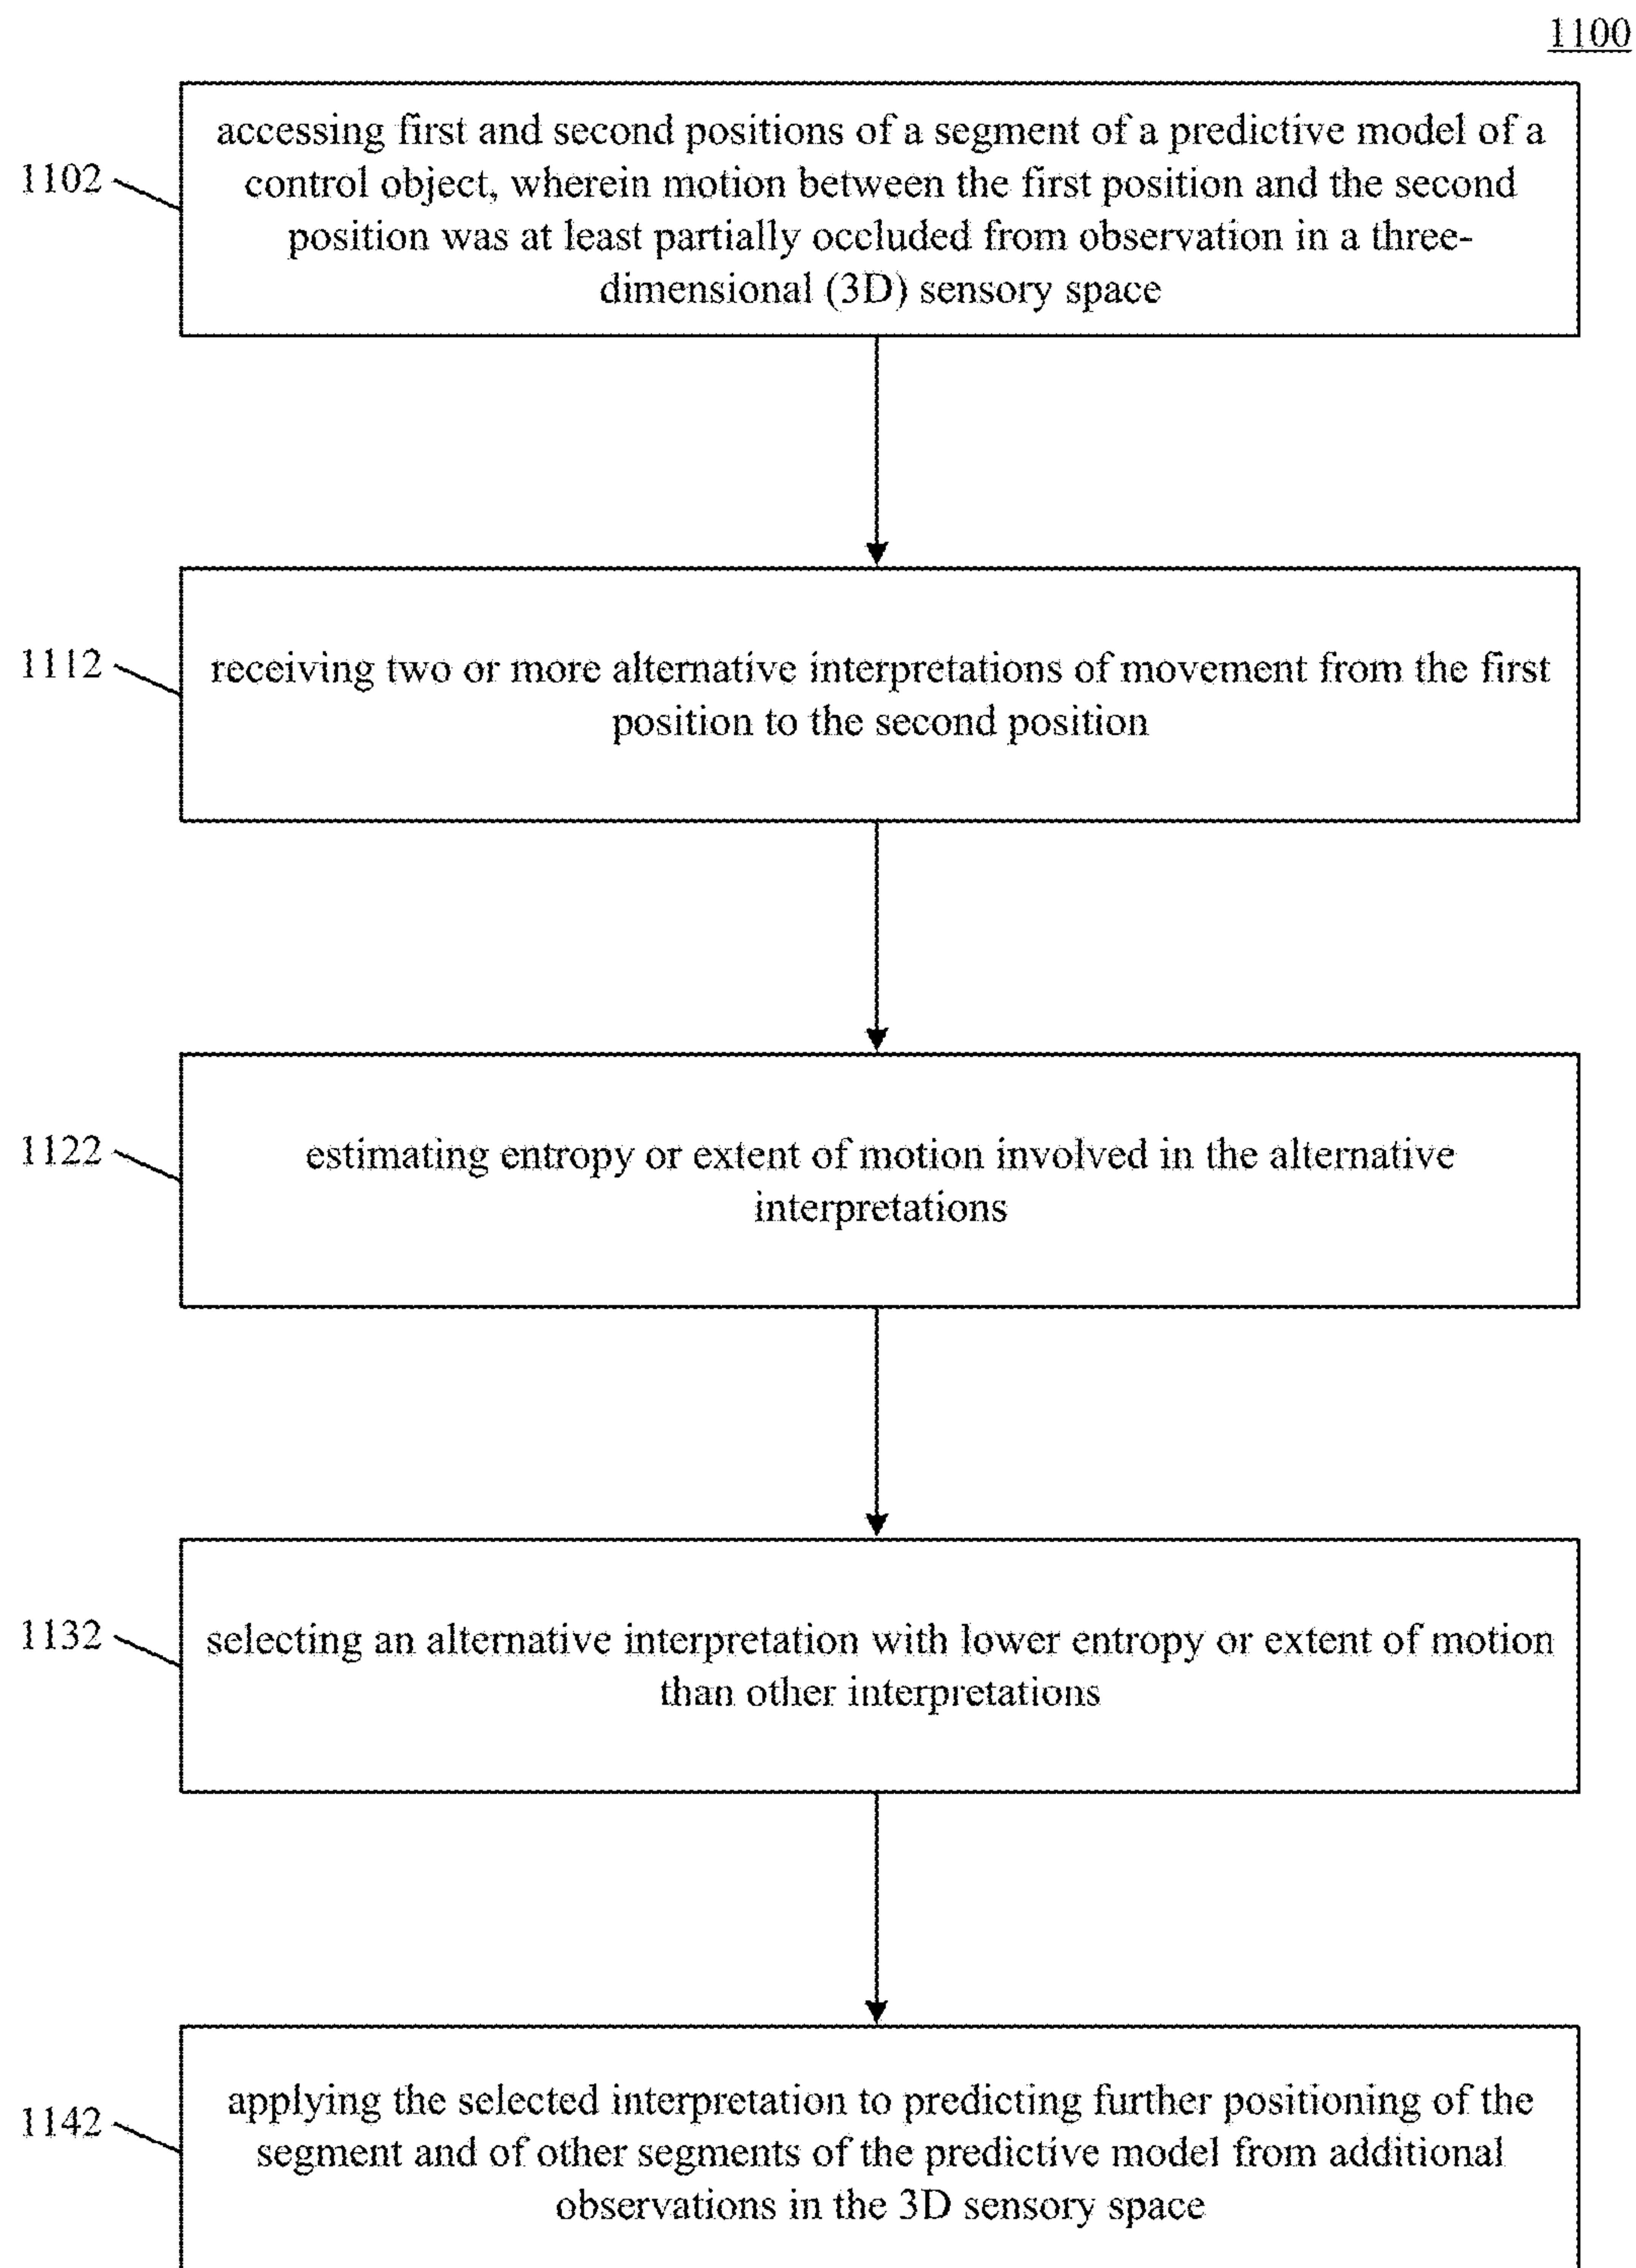 1100
1102
accessing first and second positions of a segment of a predictive model of a
control object, wherein motion between the first position and the second
position was at least partially occluded from observation in a three-
dimensional (3D) sensory space
1112
receiving two or more alternative interpretations of movement from the first
position to the second position
1122
estimating entropy or extent of motion involved in the alternative
interpretations
1132
selecting an alternative interpretation with lower entropy or extent of motion
than other interpretations
1142
applying the selected interpretation to predicting further positioning of the
segment and of other segments of the predictive model from additional
observations in the 3D sensory space